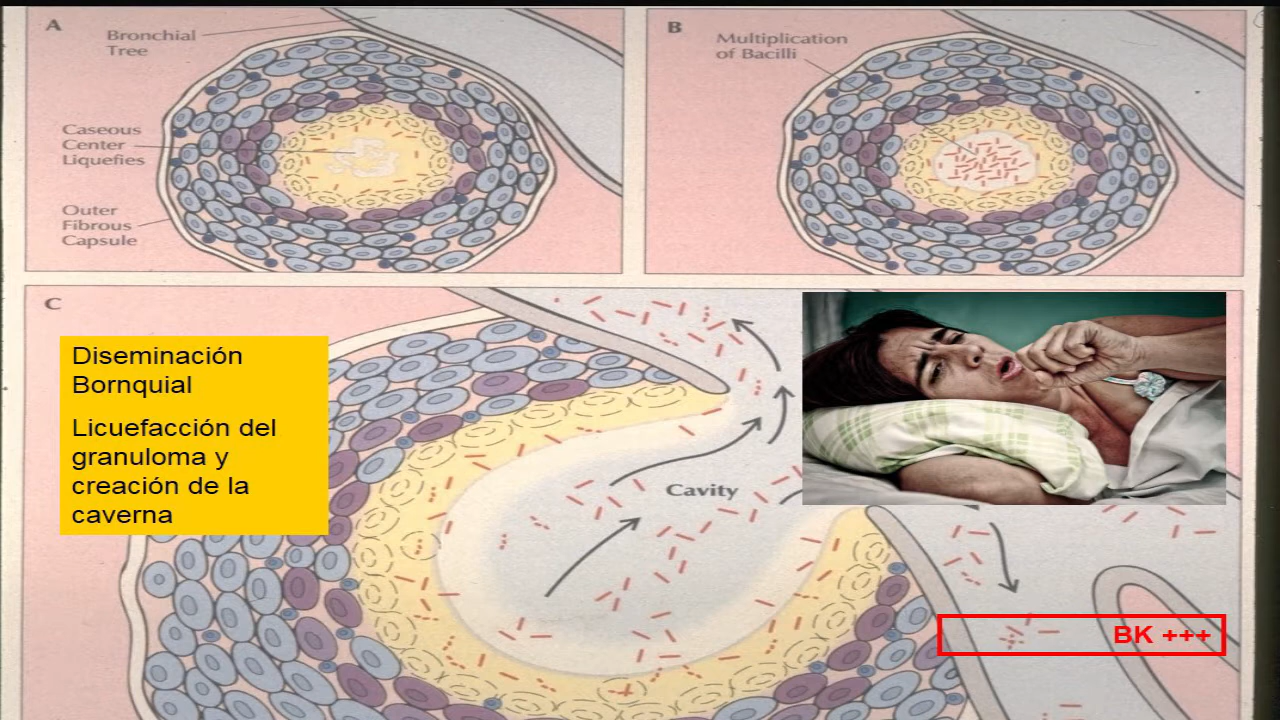 A
Bronchial
Tree
Caseous
Center
Liquefies
Outer
Fibrous
Capsule
B
Multiplication
of Bacilli
C
Diseminación
Bornquial
Licuefacción del
granuloma y
creación de la
caverna
Cavity
BK +++